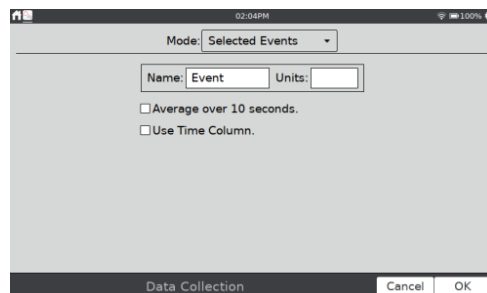 02:04PM 100%
Mode: Selected Events
Name: Event Units:
Average over 10 seconds.
Use Time Column.
Data Collection Cancel OK